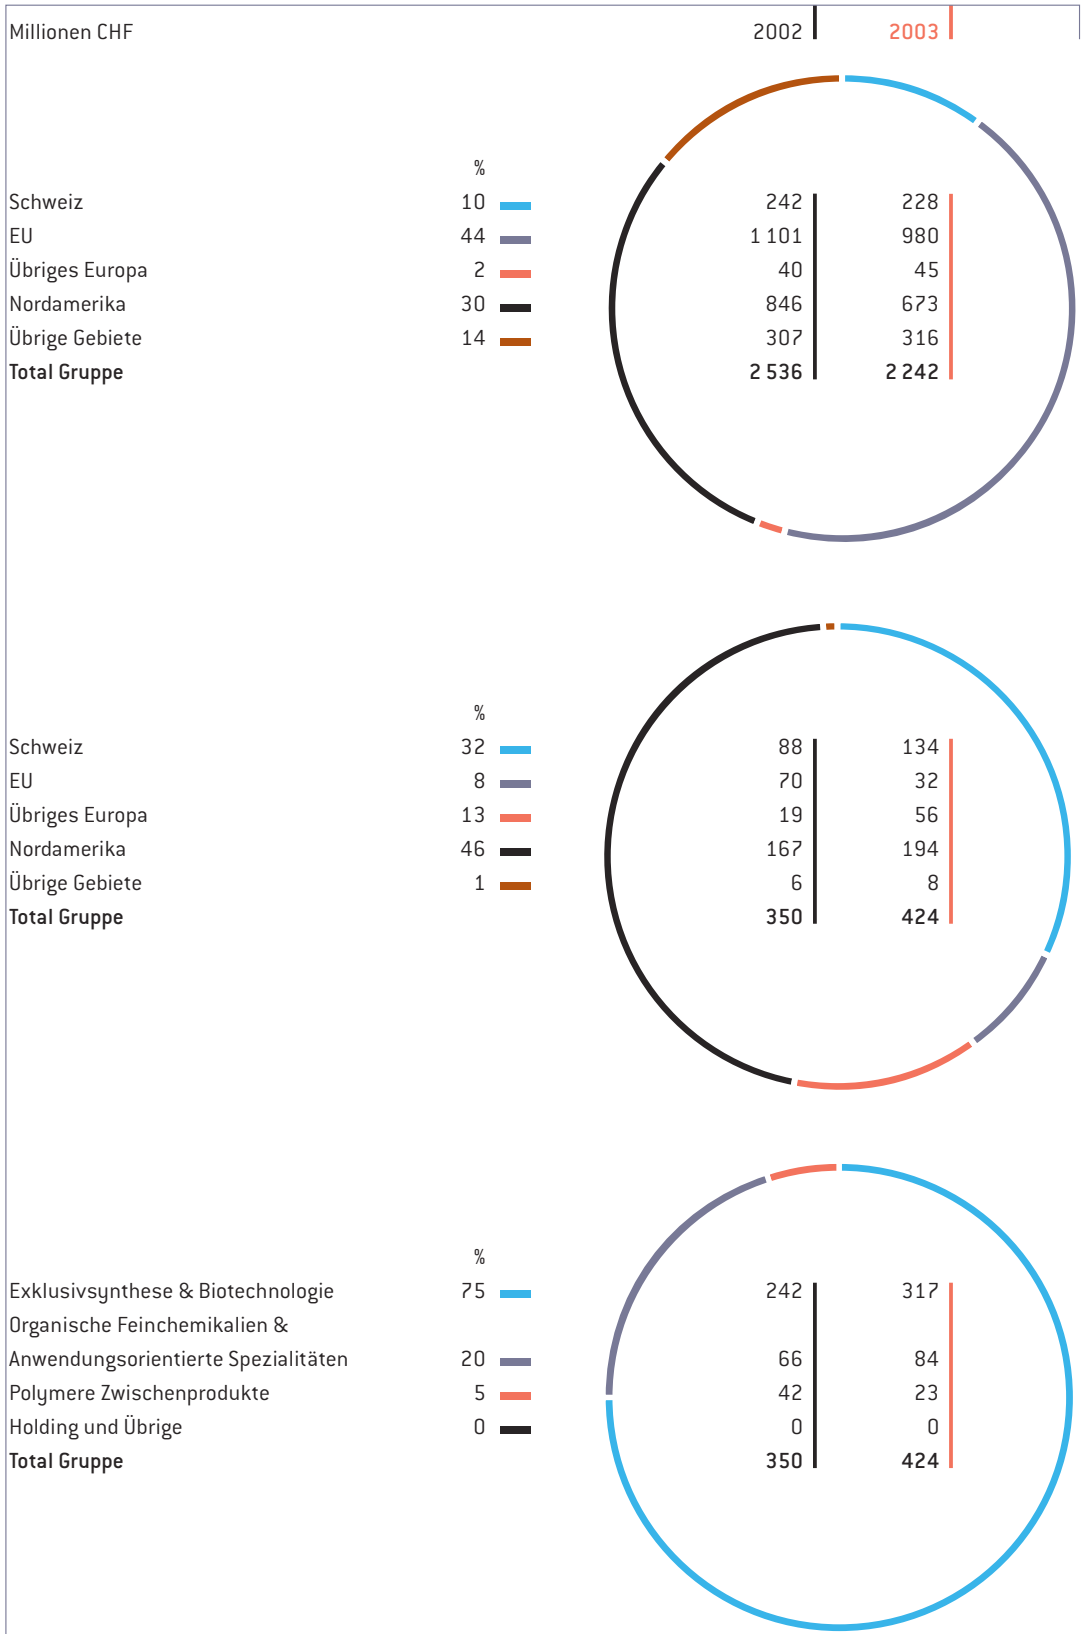 Millionen CHF 2002 2003
%
Schweiz 10 242 228
EU 44 1 101 980
Übriges Europa 2 40 45
Nordamerika 30 846 673
Übrige Gebiete 14 307 316
Total Gruppe 2 536 2 242
%
Schweiz 32 88 134
EU 8 70 32
Übriges Europa 13 19 56
Nordamerika 46 167 194
Übrige Gebiete 1 6 8
Total Gruppe 350 424
%
Exklusivsynthese & Biotechnologie 75 242 317
Organische Feinchemikalien &
Anwendungsorientierte Spezialitäten 20 66 84
Polymere Zwischenprodukte 5 42 23
Holding und Übrige 0 0 0
Total Gruppe 350 424